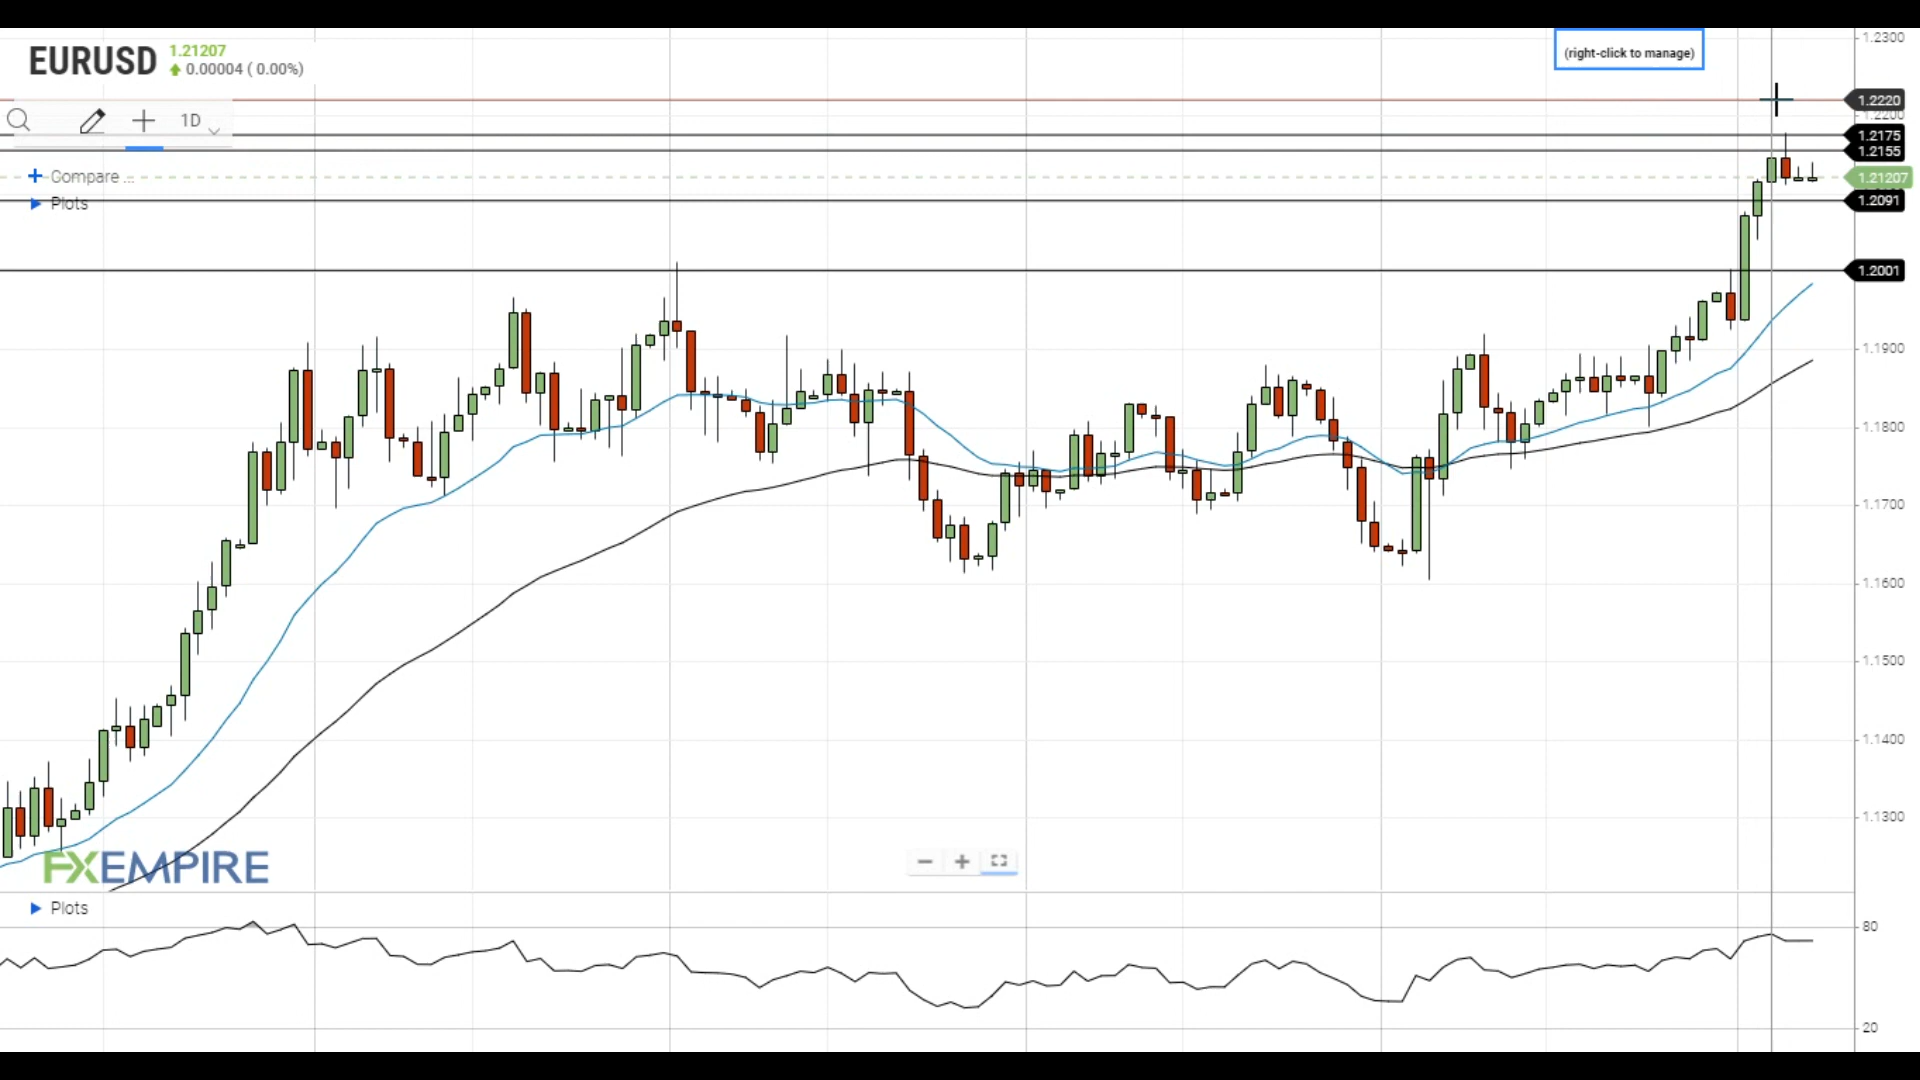 EURUSD
1.21207
0.00004 ( 0.00%)
(right-click to manage)
1D
Compare ...
Plots
1.2300
1.2220
1.2200
1.2175
1.2155
1.21207
1.2091
1.2001
1.1900
1.1800
1.1700
1.1600
1.1500
1.1400
1.1300
FXEMPIRE
Plots
80
20